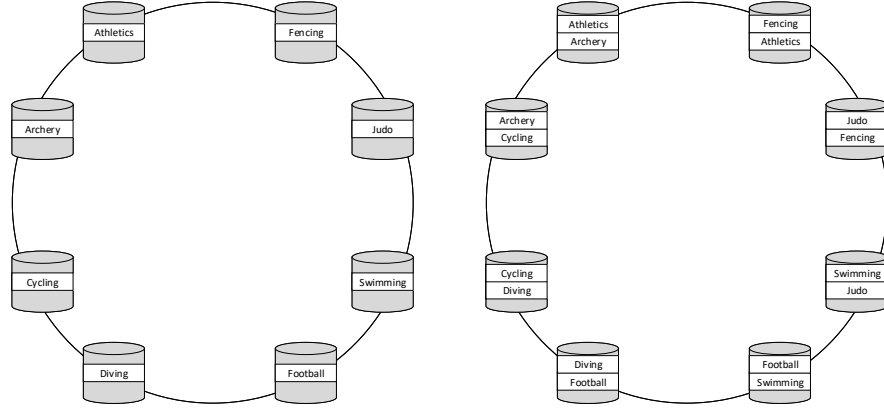 Athletics
Fencing
Archery
Judo
Cycling
Swimming
Diving
Football
Athletics
Archery
Fencing
Athletics
Archery
Cycling
Judo
Fencing
Cycling
Diving
Swimming
Judo
Diving
Football
Football
Swimming